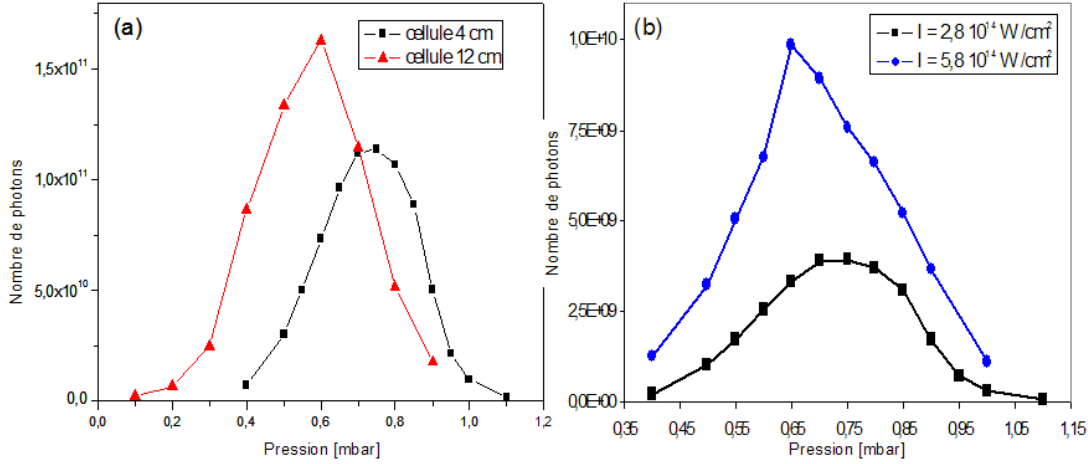 (a)
cellule 4 cm
cellule 12 cm
1,5x10¹¹
1,0x10¹¹
5,0x10¹⁰
0,0
0,0 0,2 0,4 0,6 0,8 1,0 1,2
Nombre de photons
Pression [mbar]
(b)
I = 2,8 10¹⁴ W/cm²
I = 5,8 10¹⁴ W/cm²
1,0E+10
7,5E+09
5,0E+09
2,5E+09
0,0E+00
0,35 0,45 0,55 0,65 0,75 0,85 0,95 1,05 1,15
Nombre de photons
Pression [mbar]